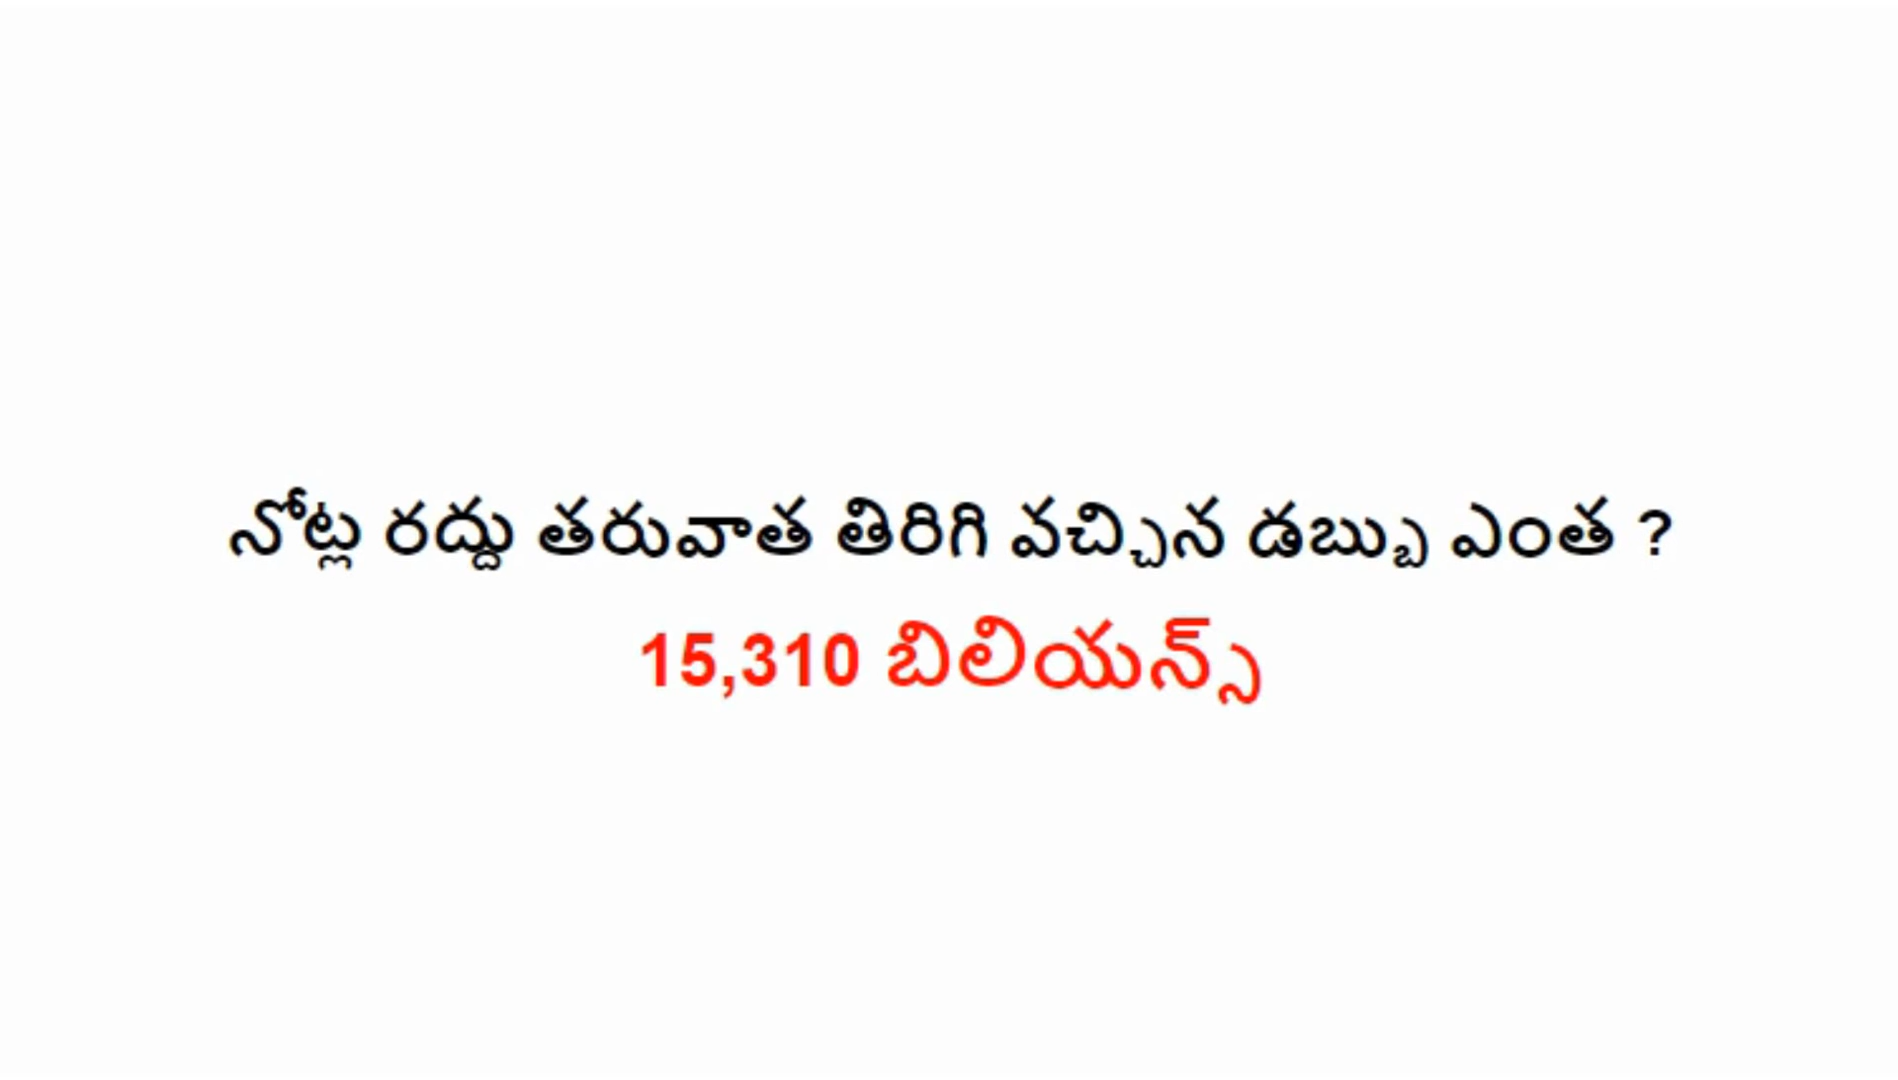 నోట్ల రద్దు తరువాత తిరిగి వచ్చిన డబ్బు ఎంత ?
15,310 బిలియన్స్